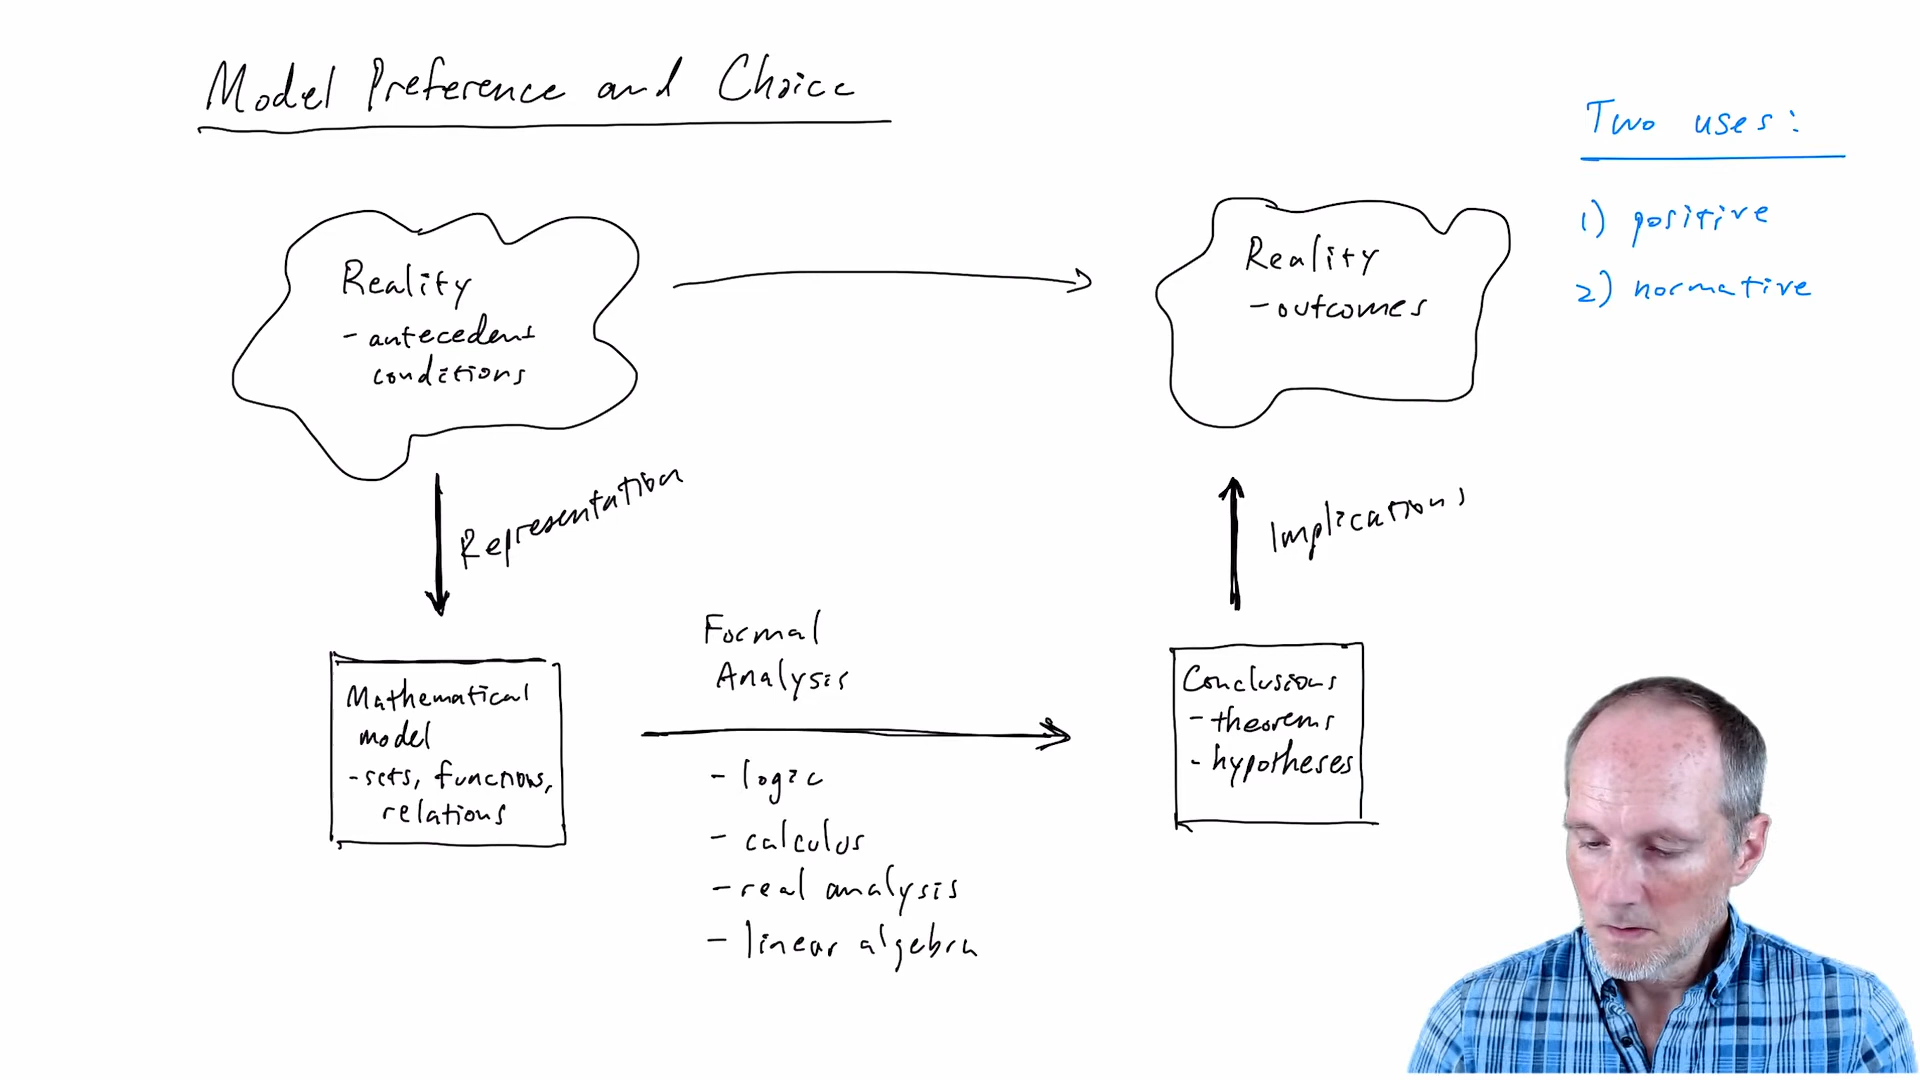 Model Preference and Choice
Two uses:
1) positive
2) normative
Reality
- antecedent
conditions
Reality
- outcomes
Representation
Implications
Formal
Analysis
- logic
- calculus
- real analysis
- linear algebra
Mathematical
model
- sets, functions,
relations
Conclusions
- theorems
- hypotheses